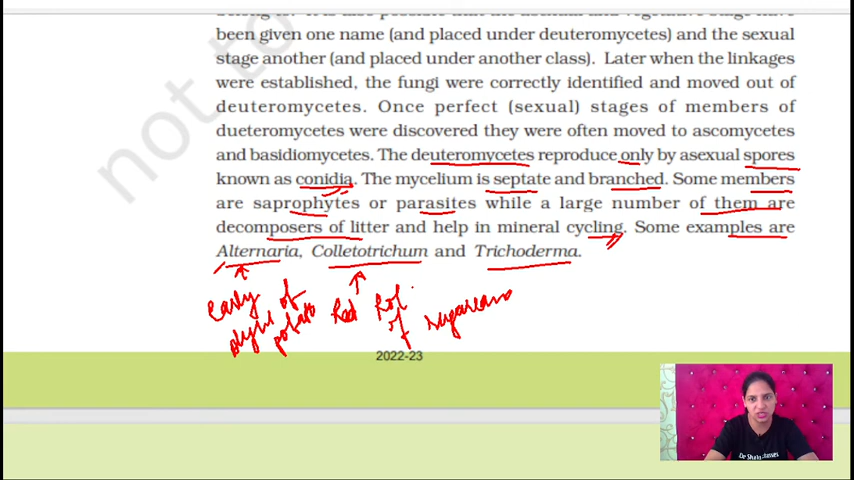 been given one name (and placed under deuteromycetes) and the sexual
stage another (and placed under another class). Later when the linkages
were established, the fungi were correctly identified and moved out of
deuteromycetes. Once perfect (sexual) stages of members of
dueteromycetes were discovered they were often moved to ascomycetes
and basidiomycetes. The deuteromycetes reproduce only by asexual spores
known as conidia. The mycelium is septate and branched. Some members
are saprophytes or parasites while a large number of them are
decomposers of litter and help in mineral cycling. Some examples are
Alternaria, Colletotrichum and Trichoderma.
early of
potato
Red Rot
of sugarcane
2022-23
not to